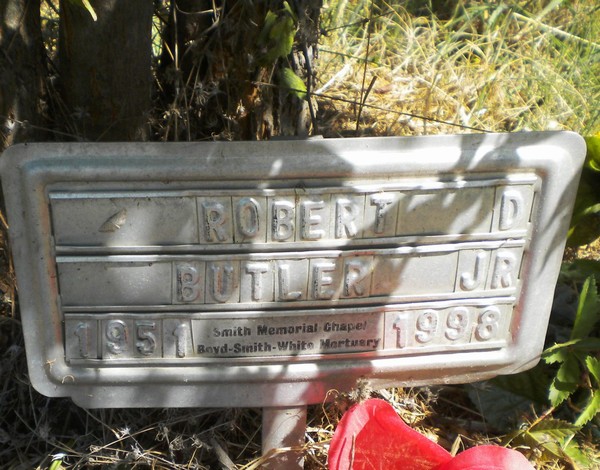 ROBERT D
BUTLER JR
1951 Smith Memorial Chapel 1998
Boyd-Smith-White Mortuary